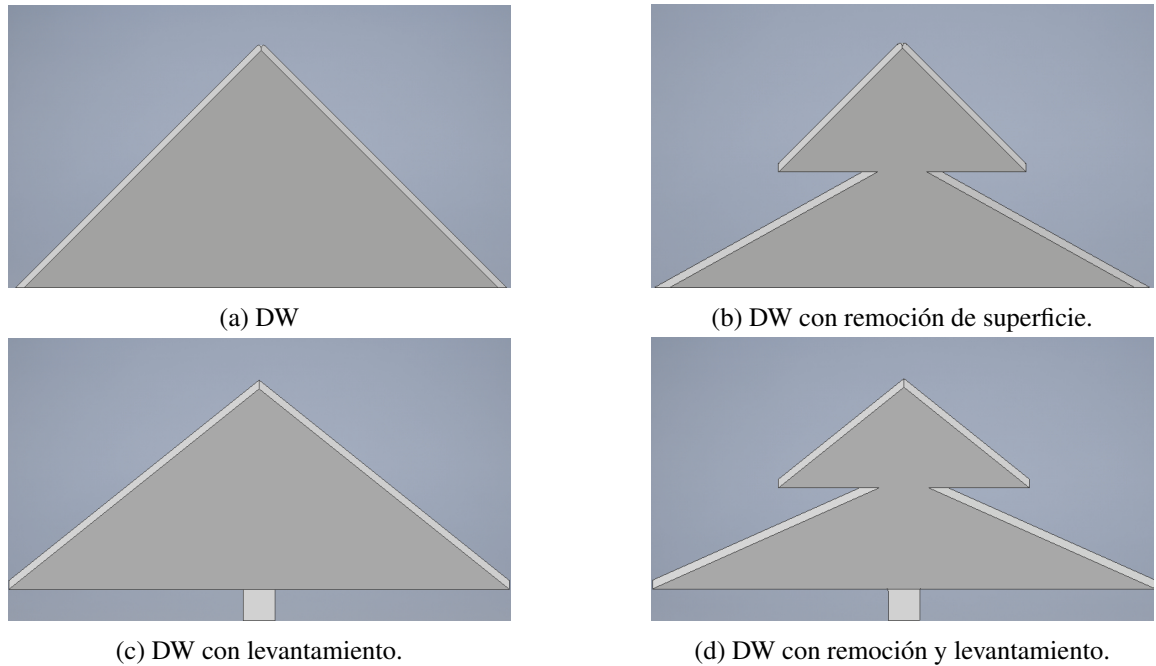 (a) DW
(b) DW con remoción de superficie.
(c) DW con levantamiento.
(d) DW con remoción y levantamiento.